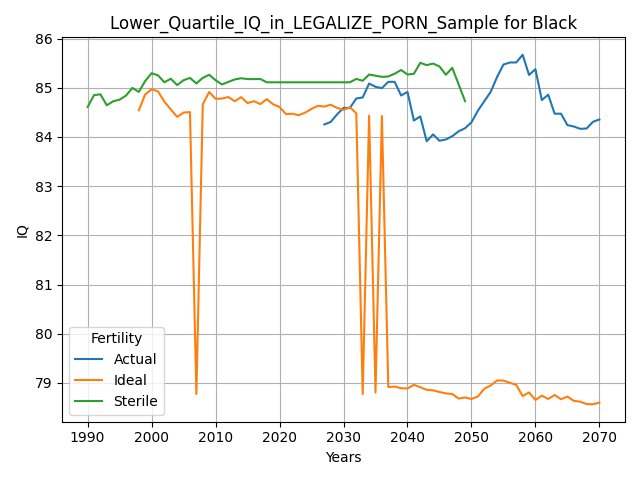 Lower_Quartile_IQ_in_LEGALIZE_PORN_Sample for Black
86
85
84
83
82
81
80
79
IQ
Fertility
Actual
Ideal
Sterile
1990 2000 2010 2020 2030 2040 2050 2060 2070
Years